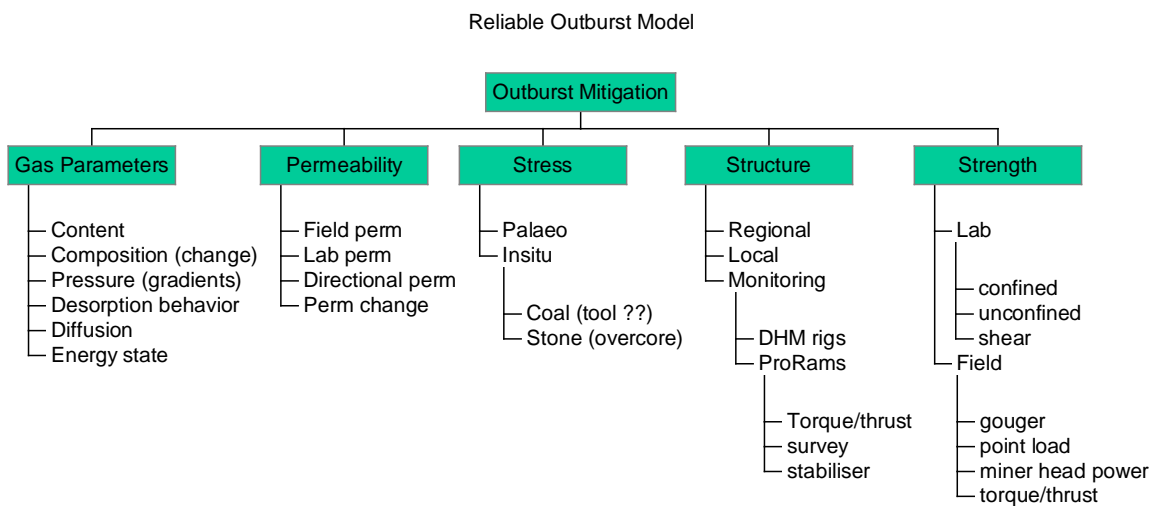 Reliable Outburst Model
Outburst Mitigation
Gas Parameters
Content
Composition (change)
Pressure (gradients)
Desorption behavior
Diffusion
Energy state
Permeability
Field perm
Lab perm
Directional perm
Perm change
Stress
Palaeo
Insitu
Coal (tool ??)
Stone (overcore)
Structure
Regional
Local
Monitoring
DHM rigs
ProRams
Torque/thrust
survey
stabiliser
Strength
Lab
confined
unconfined
shear
Field
gouger
point load
miner head power
torque/thrust